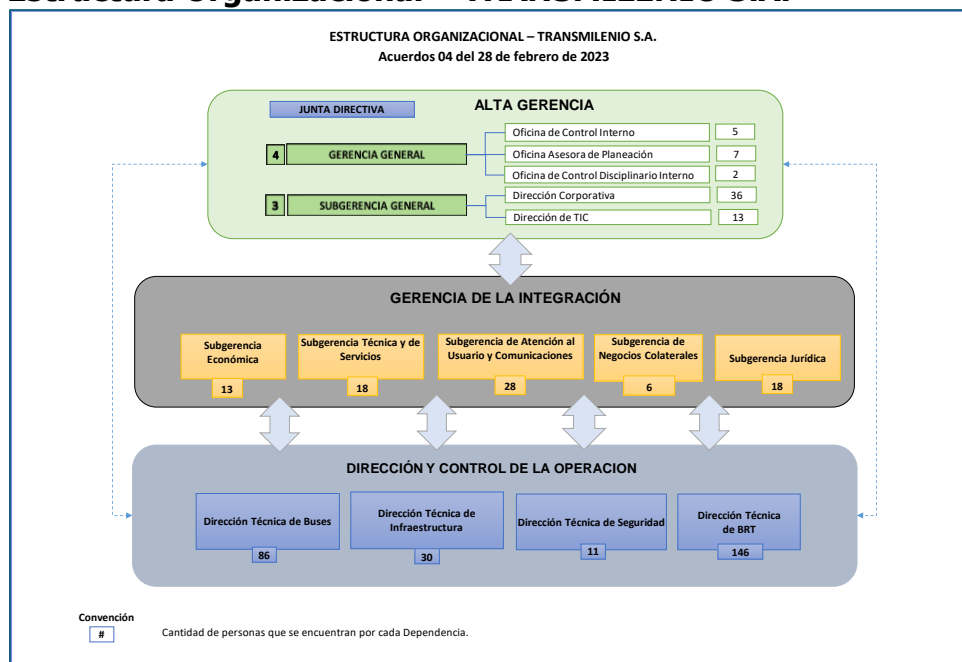 Estructura Organizacional – TRANSMILENIO S.A.
ESTRUCTURA ORGANIZACIONAL – TRANSMILENIO S.A.
Acuerdos 04 del 28 de febrero de 2023
JUNTA DIRECTIVA
ALTA GERENCIA
4
GERENCIA GENERAL
Oficina de Control Interno
5
Oficina Asesora de Planeación
7
Oficina de Control Disciplinario Interno
2
3
SUBGERENCIA GENERAL
Dirección Corporativa
36
Dirección de TIC
13
GERENCIA DE LA INTEGRACIÓN
Subgerencia
Económica
13
Subgerencia Técnica y de
Servicios
18
Subgerencia de Atención al
Usuario y Comunicaciones
28
Subgerencia de
Negocios Colaterales
6
Subgerencia Jurídica
18
DIRECCIÓN Y CONTROL DE LA OPERACION
Dirección Técnica de Buses
86
Dirección Técnica de
Infraestructura
30
Dirección Técnica de Seguridad
11
Dirección Técnica
de BRT
146
Convención
#
Cantidad de personas que se encuentran por cada Dependencia.